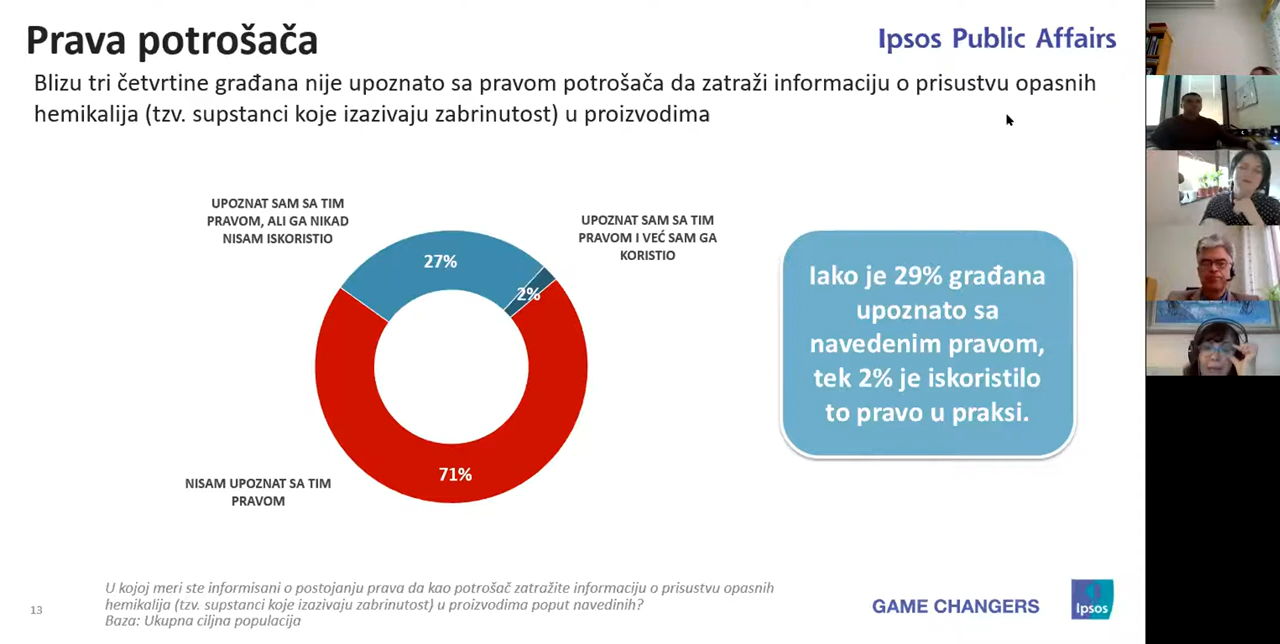 Prava potrošača
Ipsos Public Affairs
Blizu tri četvrtine građana nije upoznato sa pravom potrošača da zatraži informaciju o prisustvu opasnih
hemikalija (tzv. supstanci koje izazivaju zabrinutost) u proizvodima
UPOZNAT SAM SA TIM
PRAVOM, ALI GA NIKAD
NISAM ISKORISTIO
UPOZNAT SAM SA TIM
PRAVOM I VEĆ SAM GA
KORISTIO
27%
2%
71%
NISAM UPOZNAT SA TIM
PRAVOM
Iako je 29% građana
upoznato sa
navedenim pravom,
tek 2% je iskoristilo
to pravo u praksi.
13
U kojoj meri ste informisani o postojanju prava da kao potrošač zatražite informaciju o prisustvu opasnih
hemikalija (tzv. supstanci koje izazivaju zabrinutost) u proizvodima poput navedinih?
Baza: Ukupna ciljna populacija
GAME CHANGERS
Ipsos